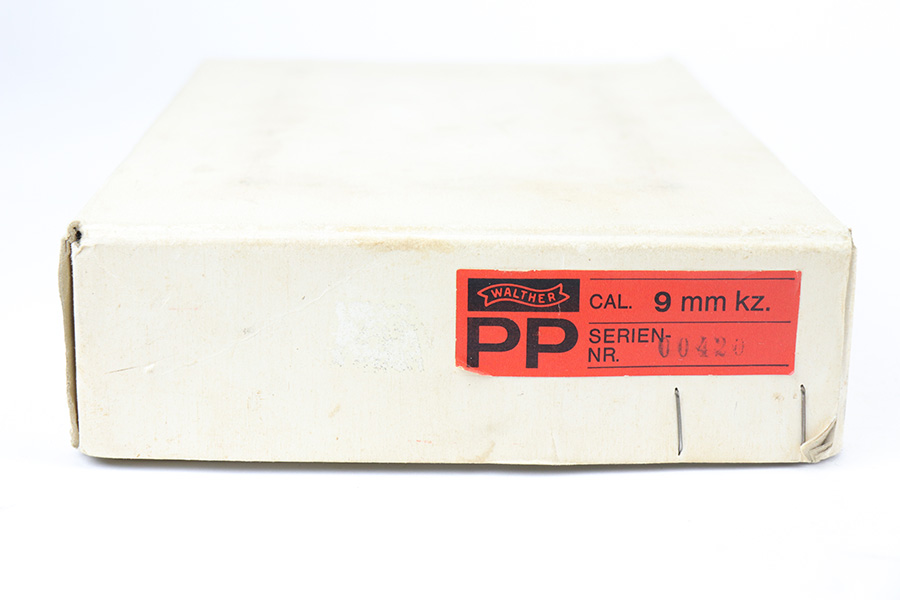 WALTHER
PP
CAL. 9 mm kz.
SERIEN-
NR. 00420